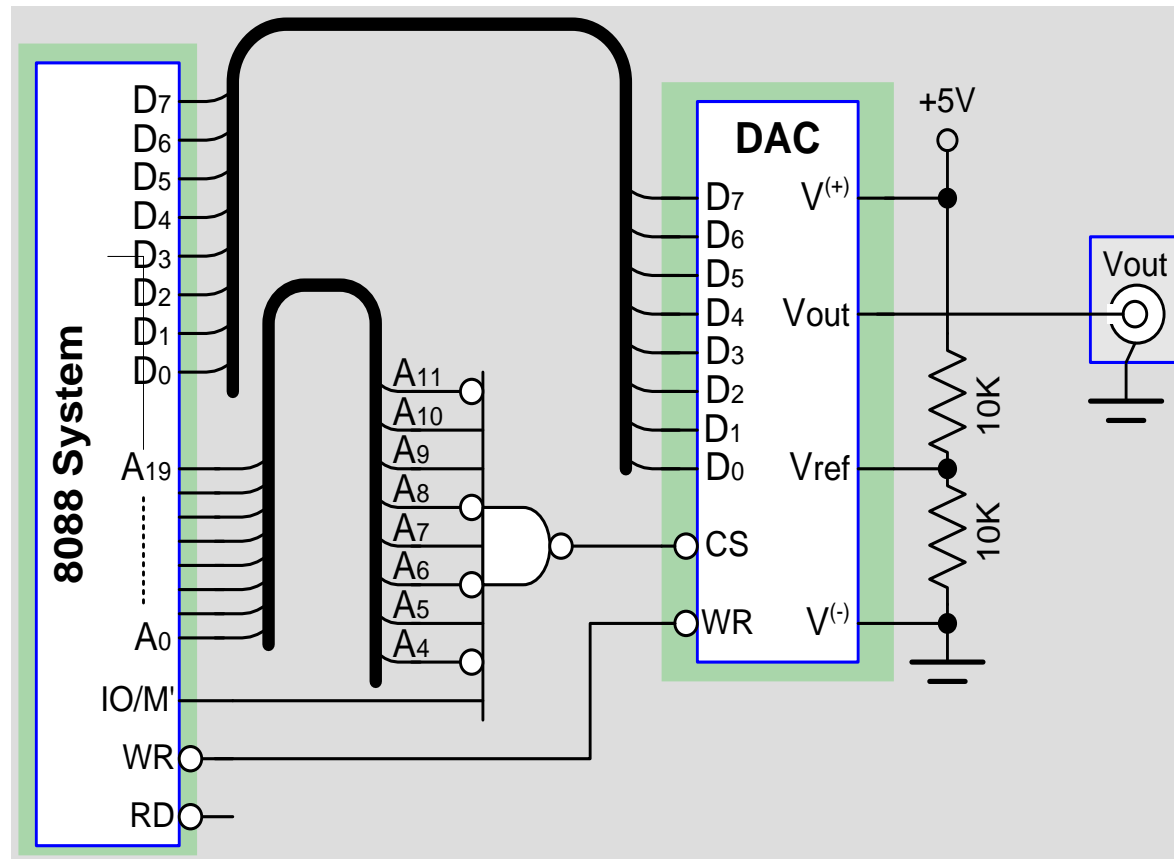 8088 System
D7
D6
D5
D4
D3
D2
D1
D0
A19
A0
IO/M'
WR
RD
A11
A10
A9
A8
A7
A6
A5
A4
DAC
D7
D6
D5
D4
D3
D2
D1
D0
CS
WR
V(+)
Vout
Vref
V(-)
+5V
10K
10K
Vout